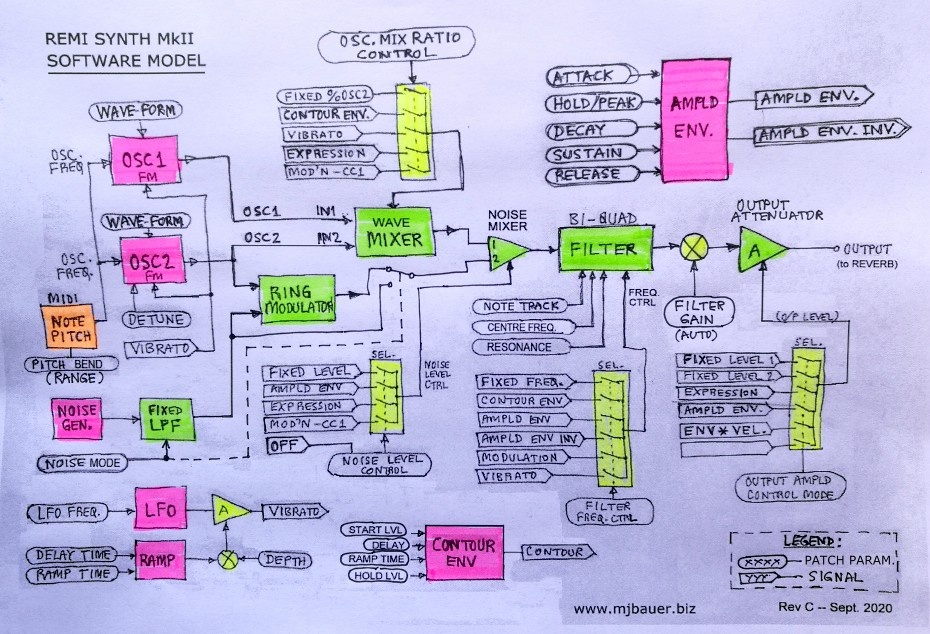 REMI SYNTH MkII
SOFTWARE MODEL
OSC. MIX RATIO
CONTROL
WAVE-FORM
OSC.
FREQ.
OSC1
FM
WAVE-FORM
OSC.
FREQ.
OSC2
FM
DETUNE
VIBRATO
MIDI
NOTE
PITCH
PITCH BEND
(RANGE)
NOISE
GEN.
FIXED
LPF
NOISE MODE
FIXED %OSC2
CONTOUR ENV.
VIBRATO
EXPRESSION
MOD'N -CC1
OSC1 IN1
OSC2 IN2
WAVE
MIXER
RING
MODULATOR
NOISE
MIXER
1
2
SEL.
FIXED LEVEL
AMPLD ENV
EXPRESSION
MOD'N-CC1
OFF
NOISE
LEVEL
CTRL
NOISE LEVEL
CONTROL
ATTACK
HOLD/PEAK
DECAY
SUSTAIN
RELEASE
AMPLD
ENV.
AMPLD ENV.
AMPLD ENV. INV.
BI-QUAD
FILTER
NOTE TRACK
CENTRE FREQ.
RESONANCE
FREQ
CTRL
FIXED FREQ.
CONTOUR ENV
AMPLD ENV
AMPLD ENV INV
MODULATION
VIBRATO
SEL.
FILTER
FREQ. CTRL
FILTER
GAIN
(AUTO)
OUTPUT
ATTENUATOR
A
OUTPUT
(to REVERB)
(O/P LEVEL)
SEL.
FIXED LEVEL 1
FIXED LEVEL 2
EXPRESSION
AMPLD ENV.
ENV * VEL.
OUTPUT AMPLD
CONTROL MODE
LFO FREQ.
LFO
A
VIBRATO
DELAY TIME
RAMP TIME
RAMP
DEPTH
START LVL
DELAY
RAMP TIME
HOLD LVL
CONTOUR
ENV
CONTOUR
LEGEND:
XXXX PATCH PARAM.
YYY SIGNAL
www.mjbauer.biz
Rev C -- Sept. 2020